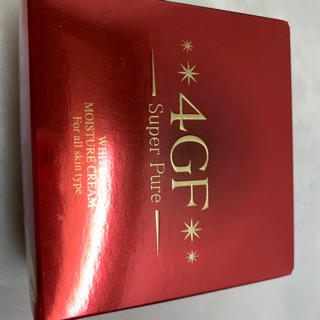 4GF
Super Pure
MOISTURE CREAM
For all skin type